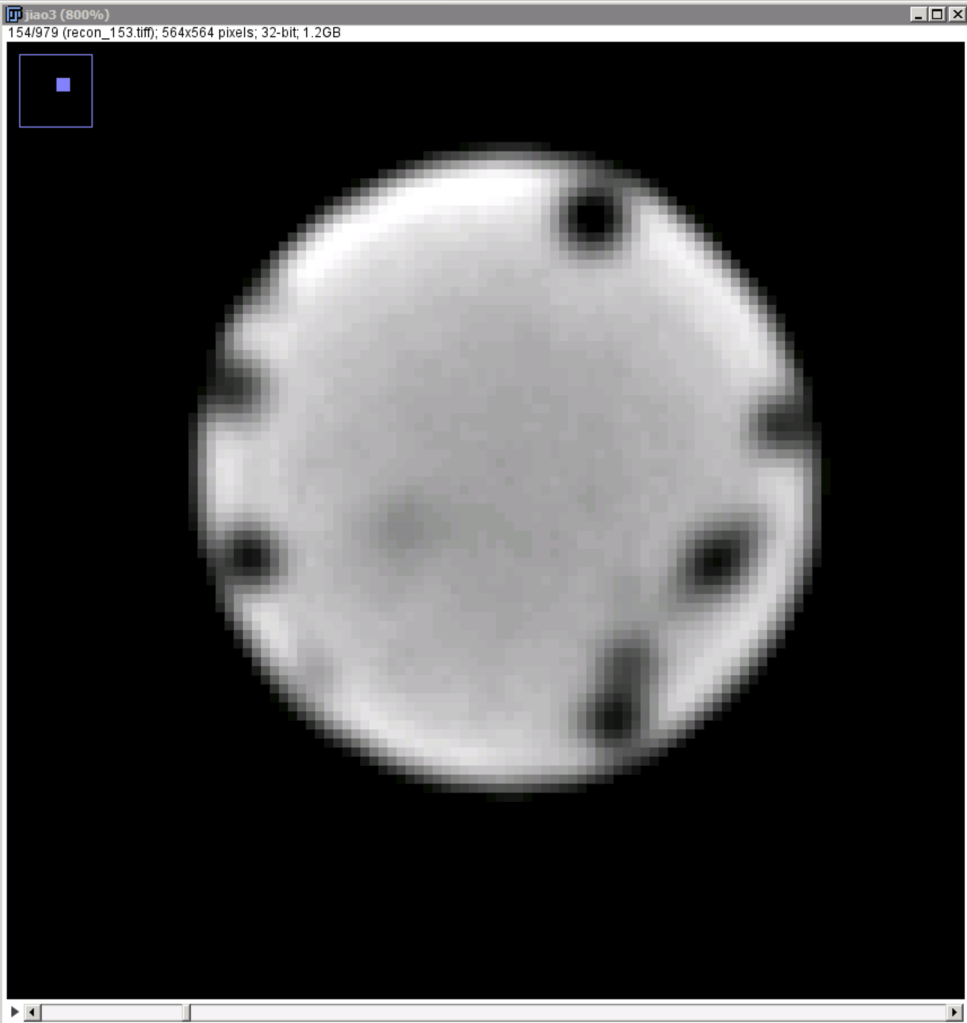 jiao3 (800%)
154/979 (recon_153.tiff); 564x564 pixels; 32-bit; 1.2GB